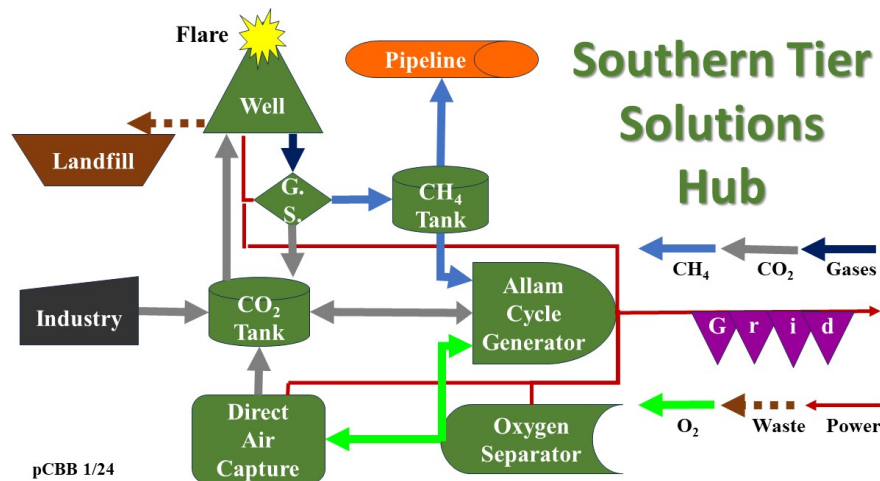 Flare
Well
Pipeline
Southern Tier
Solutions
Hub
Landfill
G.
S.
CH₄
Tank
CH₄
CO₂
Gases
Industry
CO₂
Tank
Allam
Cycle
Generator
G r i d
Direct
Air
Capture
Oxygen
Separator
O₂
Waste
Power
pCBB 1/24